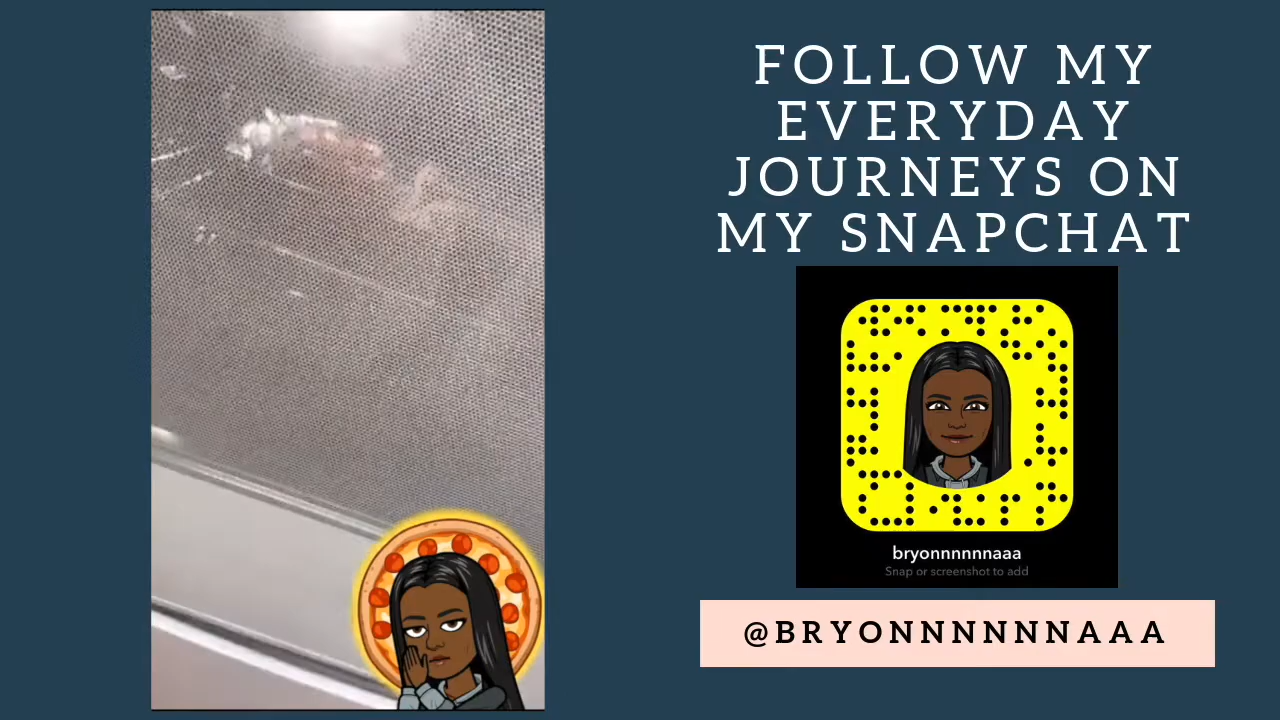 FOLLOW MY
EVERYDAY
JOURNEYS ON
MY SNAPCHAT
bryonnnnnnaaa
Snap or screenshot to add
@BRYONNNNNNAAA